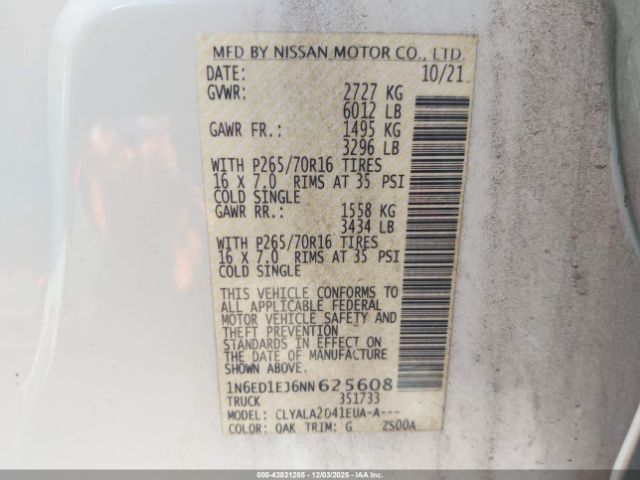 MFD BY NISSAN MOTOR CO., LTD.
DATE: 10/21
GVWR: 2727 KG
6012 LB
GAWR FR.: 1495 KG
3296 LB
WITH P265/70R16 TIRES
16 X 7.0 RIMS AT 35 PSI
COLD SINGLE
GAWR RR.: 1558 KG
3434 LB
WITH P265/70R16 TIRES
16 X 7.0 RIMS AT 35 PSI
COLD SINGLE
THIS VEHICLE CONFORMS TO
ALL APPLICABLE FEDERAL
MOTOR VEHICLE SAFETY AND
THEFT PREVENTION
STANDARDS IN EFFECT ON
THE DATE OF MANUFACTURE
SHOWN ABOVE.
1N6ED1EJ6NN625608
TRUCK 351733
MODEL: CLYALA2D41EUA-A---
COLOR: QAK TRIM: G ZS00A
000-43831285 - 12/03/2025 - COPYRIGHT IAA, LLC.